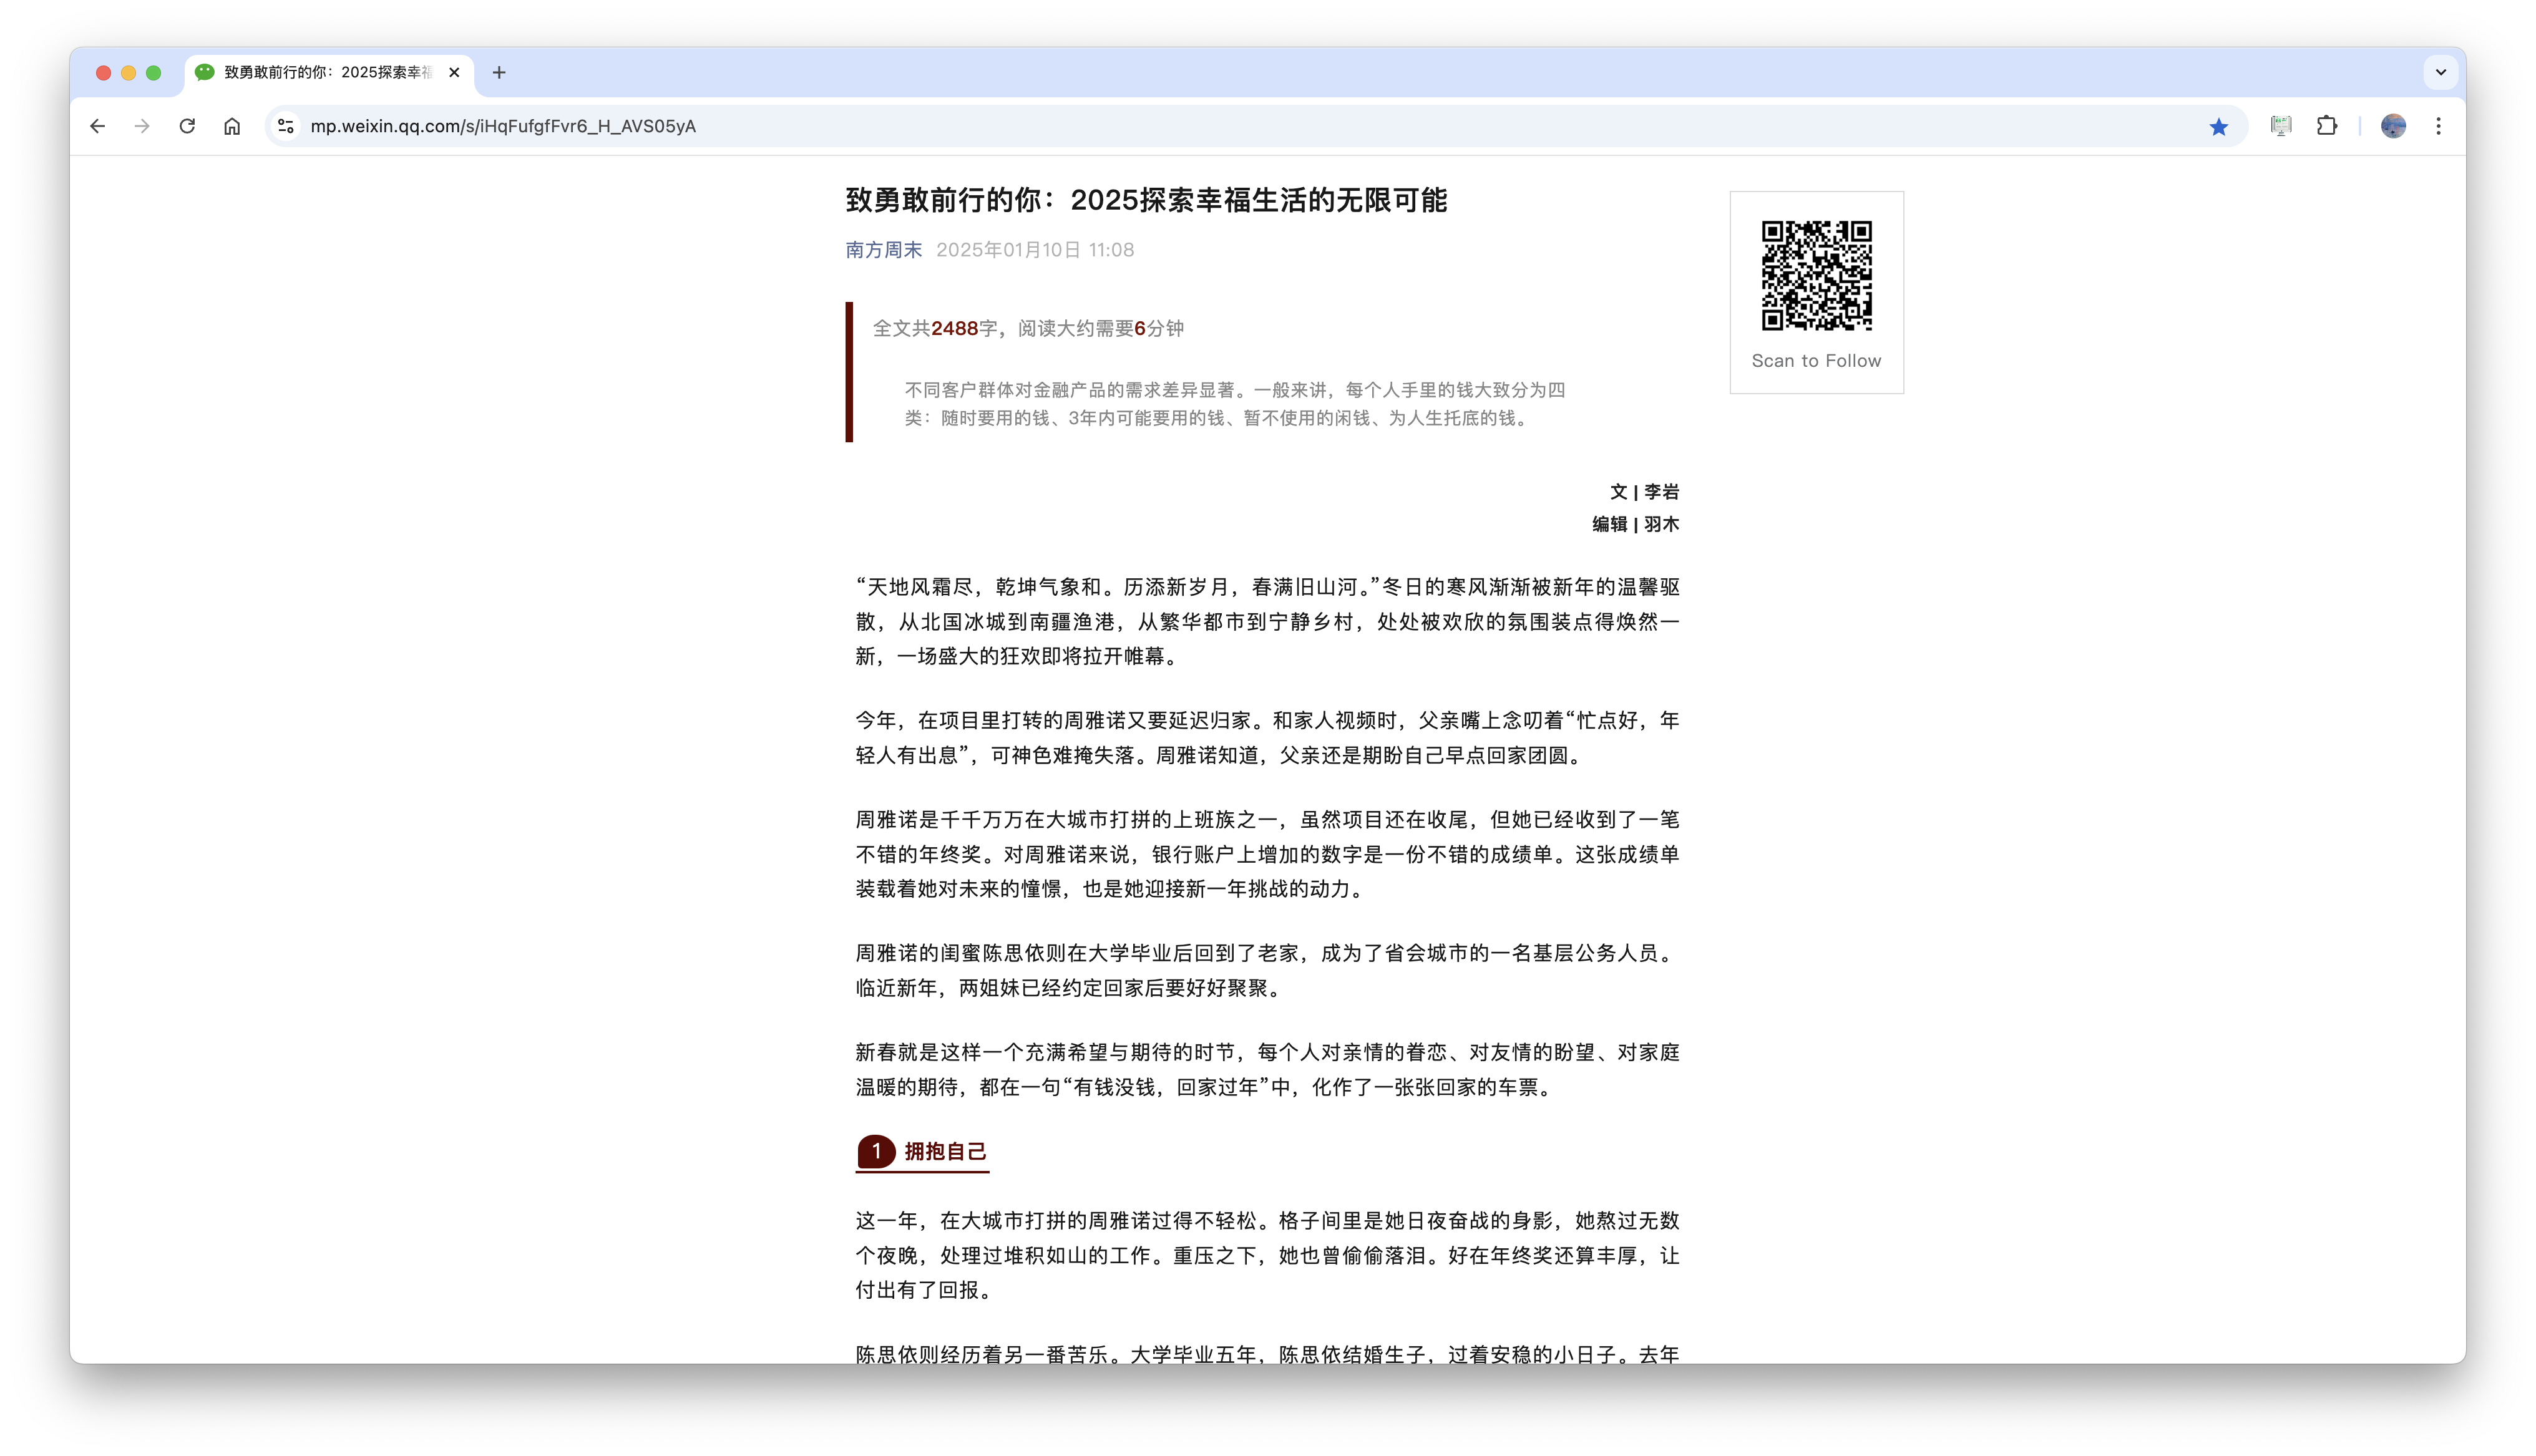 致勇敢前行的你：2025探索幸福
mp.weixin.qq.com/s/iHqFufgfFvr6_H_AVS05yA
致勇敢前行的你：2025探索幸福生活的无限可能
南方周末 2025年01月10日 11:08
Scan to Follow
全文共2488字，阅读大约需要6分钟
不同客户群体对金融产品的需求差异显著。一般来讲，每个人手里的钱大致分为四
类：随时要用的钱、3年内可能要用的钱、暂不使用的闲钱、为人生托底的钱。
文 | 李岩
编辑 | 羽木
“天地风霜尽，乾坤气象和。历添新岁月，春满旧山河。”冬日的寒风渐渐被新年的温馨驱
散，从北国冰城到南疆渔港，从繁华都市到宁静乡村，处处被欢欣的氛围装点得焕然一
新，一场盛大的狂欢即将拉开帷幕。
今年，在项目里打转的周雅诺又要延迟归家。和家人视频时，父亲嘴上念叨着“忙点好，年
轻人有出息”，可神色难掩失落。周雅诺知道，父亲还是期盼自己早点回家团圆。
周雅诺是千千万万在大城市打拼的上班族之一，虽然项目还在收尾，但她已经收到了一笔
不错的年终奖。对周雅诺来说，银行账户上增加的数字是一份不错的成绩单。这张成绩单
装载着她对未来的憧憬，也是她迎接新一年挑战的动力。
周雅诺的闺蜜陈思依则在大学毕业后回到了老家，成为了省会城市的一名基层公务人员。
临近新年，两姐妹已经约定回家后要好好聚聚。
新春就是这样一个充满希望与期待的时节，每个人对亲情的眷恋、对友情的盼望、对家庭
温暖的期待，都在一句“有钱没钱，回家过年”中，化作了一张张回家的车票。
1 拥抱自己
这一年，在大城市打拼的周雅诺过得不轻松。格子间里是她日夜奋战的身影，她熬过无数
个夜晚，处理过堆积如山的工作。重压之下，她也曾偷偷落泪。好在年终奖还算丰厚，让
付出有了回报。
陈思依则经历着另一番苦乐。大学毕业五年，陈思依结婚生子，过着安稳的小日子。去年